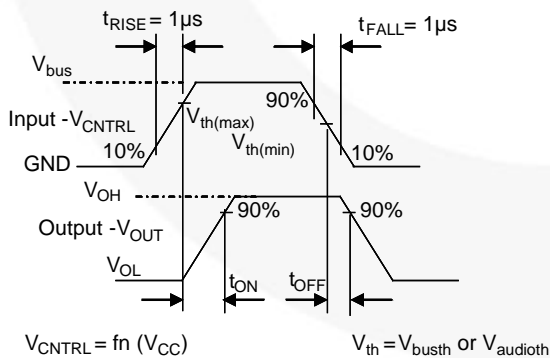 tRISE = 1µs
tFALL = 1µs
Vbus
90%
Input -VCNTRL
Vth(max)
Vth(min)
10%
10%
GND
VOH
90%
90%
Output -VOUT
VOL
tON
tOFF
VCNTRL = fn (VCC)
Vth = Vbusth or Vaudioth